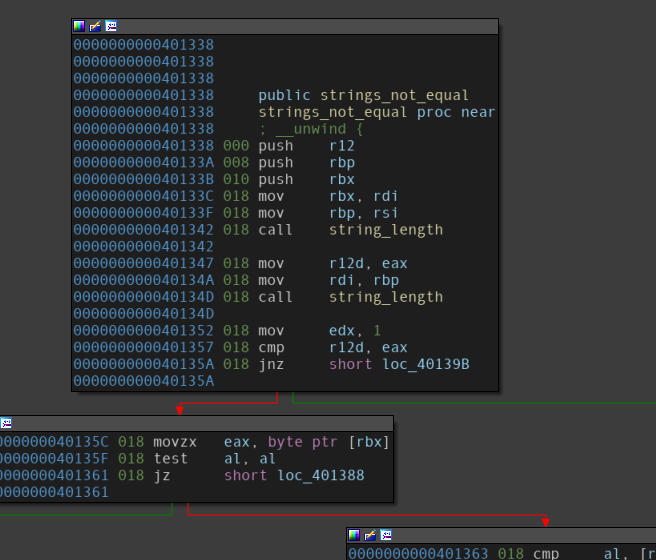 0000000000401338
0000000000401338
0000000000401338
0000000000401338 public strings_not_equal
0000000000401338 strings_not_equal proc near
0000000000401338 ; __unwind {
0000000000401338 000 push r12
000000000040133A 008 push rbp
000000000040133B 010 push rbx
000000000040133C 018 mov rbx, rdi
000000000040133F 018 mov rbp, rsi
0000000000401342 018 call string_length
0000000000401342
0000000000401347 018 mov r12d, eax
000000000040134A 018 mov rdi, rbp
000000000040134D 018 call string_length
000000000040134D
0000000000401352 018 mov edx, 1
0000000000401357 018 cmp r12d, eax
000000000040135A 018 jnz short loc_40139B
000000000040135A
000000000040135C 018 movzx eax, byte ptr [rbx]
000000000040135F 018 test al, al
0000000000401361 018 jz short loc_401388
0000000000401361
0000000000401363 018 cmp al, [r